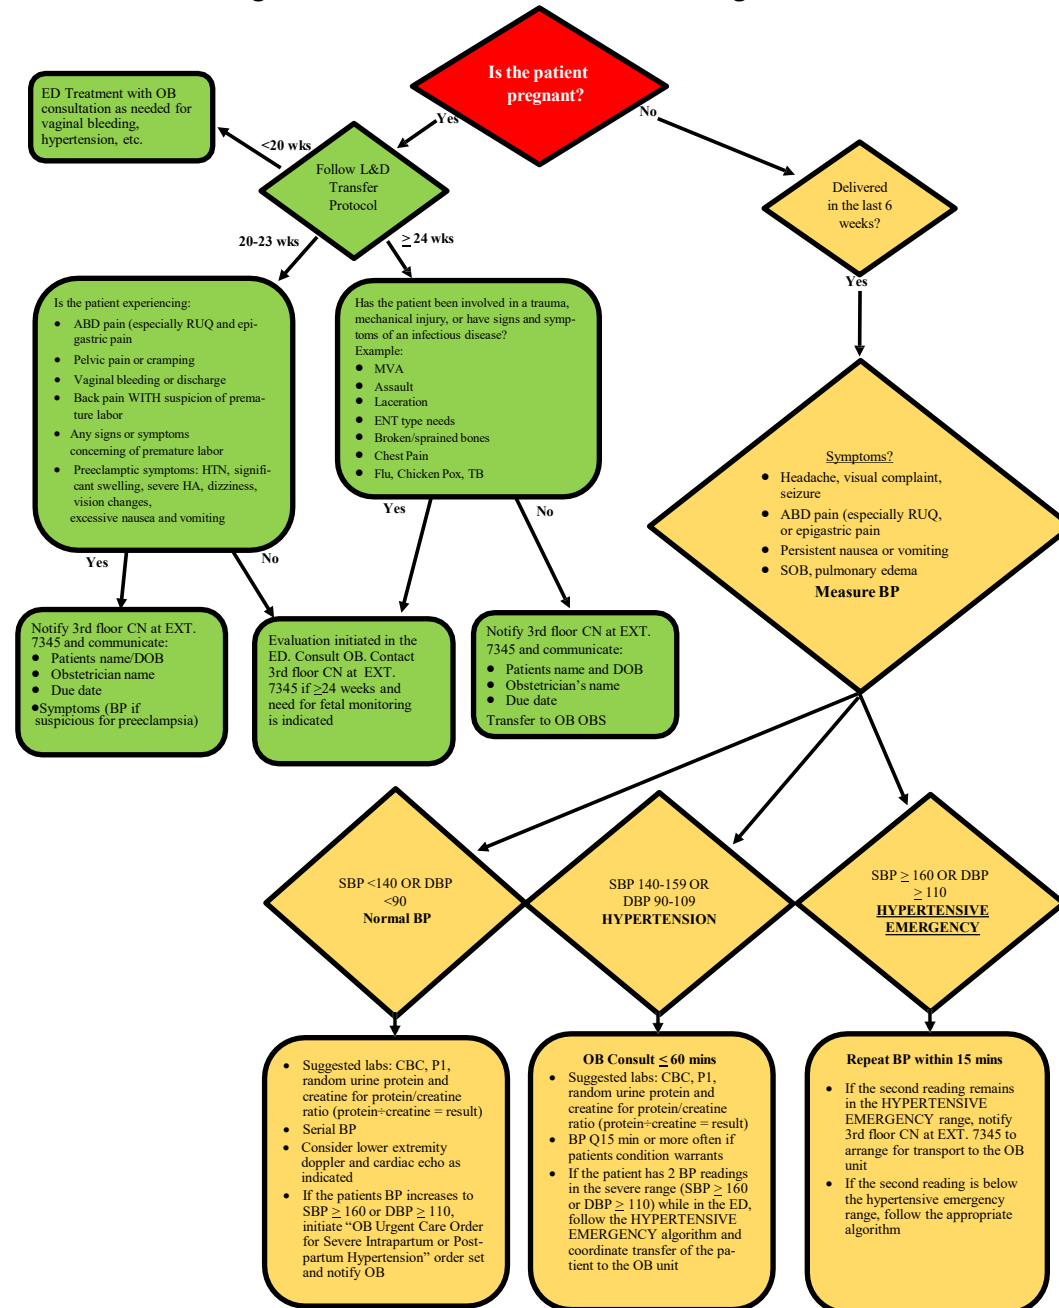 Is the patient
pregnant?
Yes
No
ED Treatment with OB
consultation as needed for
vaginal bleeding,
hypertension, etc.
<20 wks
Follow L&D
Transfer
Protocol
Delivered
in the last 6
weeks?
20-23 wks
≥ 24 wks
Yes
Is the patient experiencing:
• ABD pain (especially RUQ and epi-
gastric pain
• Pelvic pain or cramping
• Vaginal bleeding or discharge
• Back pain WITH suspicion of prema-
ture labor
• Any signs or symptoms
concerning of premature labor
• Preeclamptic symptoms: HTN, signifi-
cant swelling, severe HA, dizziness,
vision changes,
excessive nausea and vomiting
Has the patient been involved in a trauma,
mechanical injury, or have signs and symp-
toms of an infectious disease?
Example:
• MVA
• Assault
• Laceration
• ENT type needs
• Broken/sprained bones
• Chest Pain
• Flu, Chicken Pox, TB
Symptoms?
• Headache, visual complaint,
seizure
• ABD pain (especially RUQ,
or epigastric pain
• Persistent nausea or vomiting
• SOB, pulmonary edema
Measure BP
Yes
No
Yes
No
Notify 3rd floor CN at EXT.
7345 and communicate:
• Patients name/DOB
• Obstetrician name
• Due date
•Symptoms (BP if
suspicious for preeclampsia)
Evaluation initiated in the
ED. Consult OB. Contact
3rd floor CN at EXT.
7345 if ≥24 weeks and
need for fetal monitoring
is indicated
Notify 3rd floor CN at EXT.
7345 and communicate:
• Patients name and DOB
• Obstetrician's name
• Due date
Transfer to OB OBS
SBP <140 OR DBP
<90
Normal BP
SBP 140-159 OR
DBP 90-109
HYPERTENSION
SBP ≥ 160 OR DBP
≥ 110
HYPERTENSIVE
EMERGENCY
• Suggested labs: CBC, P1,
random urine protein and
creatine for protein/creatine
ratio (protein÷creatine = result)
• Serial BP
• Consider lower extremity
doppler and cardiac echo as
indicated
• If the patients BP increases to
SBP ≥ 160 or DBP ≥ 110,
initiate “OB Urgent Care Order
for Severe Intrapartum or Post-
partum Hypertension” order set
and notify OB
OB Consult ≤ 60 mins
• Suggested labs: CBC, P1,
random urine protein and
creatine for protein/creatine
ratio (protein÷creatine = result)
• BP Q15 min or more often if
patients condition warrants
• If the patient has 2 BP readings
in the severe range (SBP ≥ 160
or DBP ≥ 110) while in the ED,
follow the HYPERTENSIVE
EMERGENCY algorithm and
coordinate transfer of the pa-
tient to the OB unit
Repeat BP within 15 mins
• If the second reading remains
in the HYPERTENSIVE
EMERGENCY range, notify
3rd floor CN at EXT. 7345 to
arrange for transport to the OB
unit
• If the second reading is below
the hypertensive emergency
range, follow the appropriate
algorithm